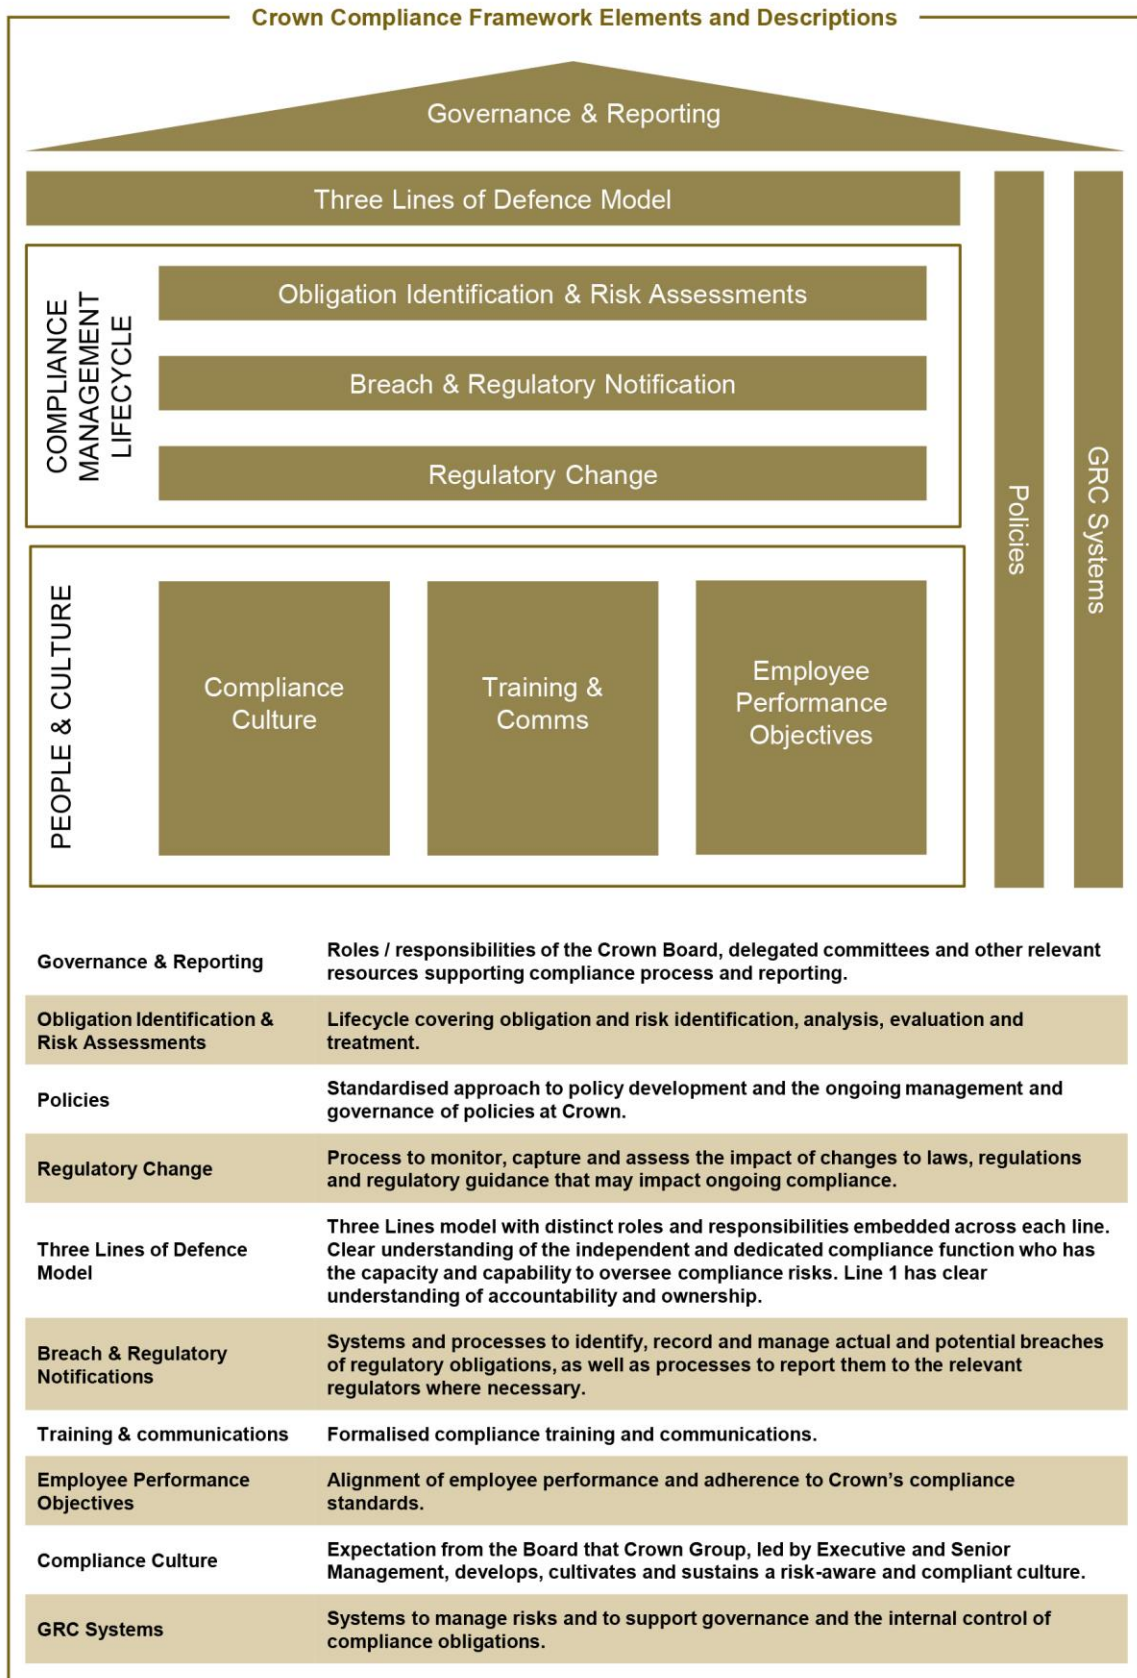 Crown Compliance Framework Elements and Descriptions
Governance & Reporting
Three Lines of Defence Model
COMPLIANCE
MANAGEMENT
LIFECYCLE
Obligation Identification & Risk Assessments
Breach & Regulatory Notification
Regulatory Change
PEOPLE & CULTURE
Compliance
Culture
Training &
Comms
Employee
Performance
Objectives
Policies
GRC Systems
Governance & Reporting
Roles / responsibilities of the Crown Board, delegated committees and other relevant
resources supporting compliance process and reporting.
Obligation Identification &
Risk Assessments
Lifecycle covering obligation and risk identification, analysis, evaluation and
treatment.
Policies
Standardised approach to policy development and the ongoing management and
governance of policies at Crown.
Regulatory Change
Process to monitor, capture and assess the impact of changes to laws, regulations
and regulatory guidance that may impact ongoing compliance.
Three Lines of Defence
Model
Three Lines model with distinct roles and responsibilities embedded across each line.
Clear understanding of the independent and dedicated compliance function who has
the capacity and capability to oversee compliance risks. Line 1 has clear
understanding of accountability and ownership.
Breach & Regulatory
Notifications
Systems and processes to identify, record and manage actual and potential breaches
of regulatory obligations, as well as processes to report them to the relevant
regulators where necessary.
Training & communications
Formalised compliance training and communications.
Employee Performance
Objectives
Alignment of employee performance and adherence to Crown's compliance
standards.
Compliance Culture
Expectation from the Board that Crown Group, led by Executive and Senior
Management, develops, cultivates and sustains a risk-aware and compliant culture.
GRC Systems
Systems to manage risks and to support governance and the internal control of
compliance obligations.